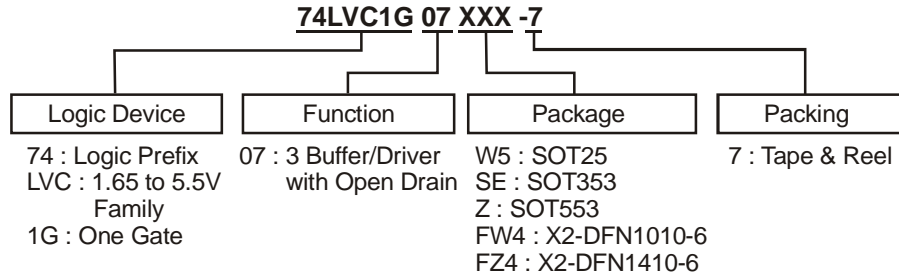 74LVC1G 07 XXX -7
Logic Device
74 : Logic Prefix
LVC : 1.65 to 5.5V
Family
1G : One Gate
Function
07 : 3 Buffer/Driver
with Open Drain
Package
W5 : SOT25
SE : SOT353
Z : SOT553
FW4 : X2-DFN1010-6
FZ4 : X2-DFN1410-6
Packing
7 : Tape & Reel